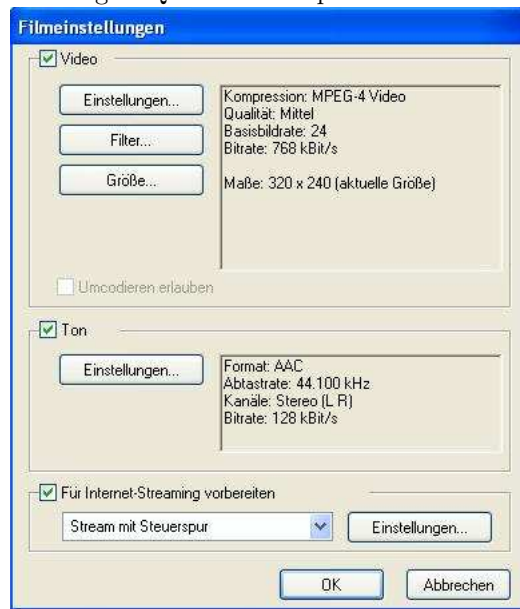 Filmeinstellungen
Video
Einstellungen...
Filter...
Größe...
Kompression: MPEG-4 Video
Qualität: Mittel
Basisbildrate: 24
Bitrate: 768 kBit/s
Maße: 320 x 240 (aktuelle Größe)
Umcodieren erlauben
Ton
Einstellungen...
Format: AAC
Abtastrate: 44.100 kHz
Kanäle: Stereo (L R)
Bitrate: 128 kBit/s
Für Internet-Streaming vorbereiten
Stream mit Steuerspur
Einstellungen...
OK
Abbrechen